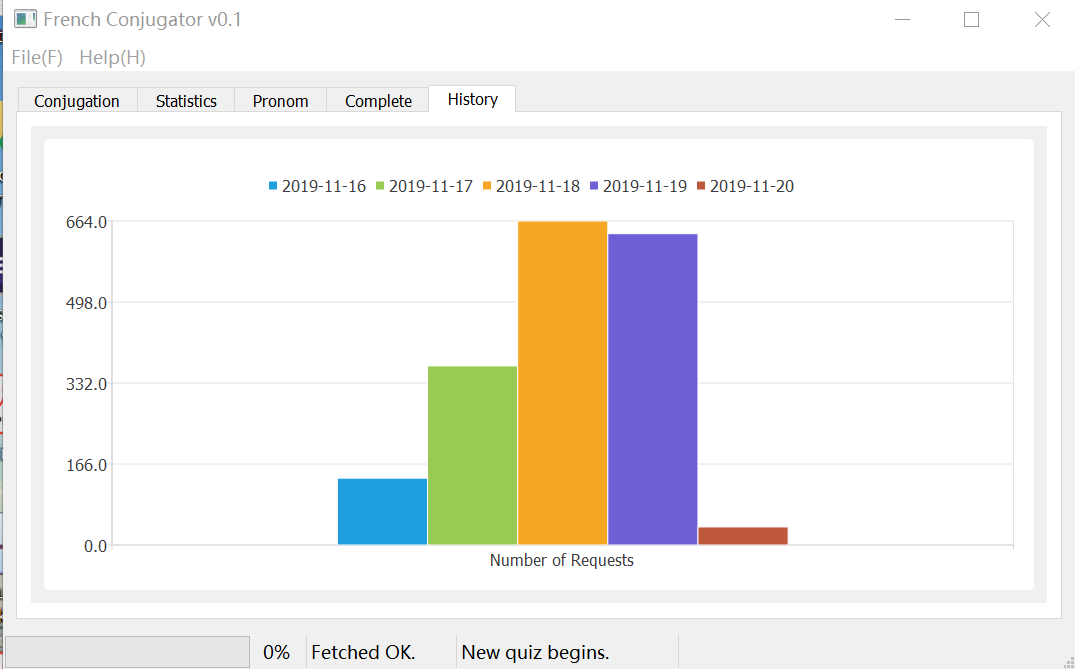 French Conjugator v0.1
File(F) Help(H)
Conjugation Statistics Pronom Complete History
2019-11-16 2019-11-17 2019-11-18 2019-11-19 2019-11-20
664.0
498.0
332.0
166.0
0.0
Number of Requests
0% Fetched OK. New quiz begins.